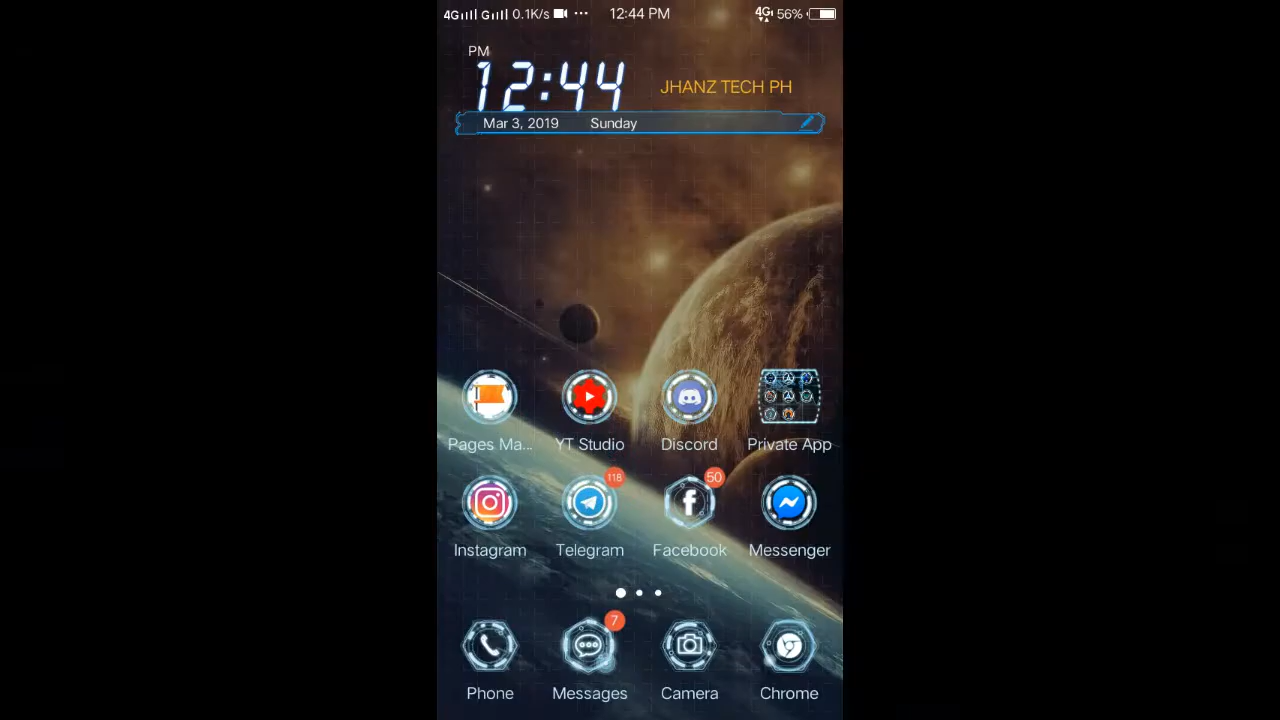 4G G 0.1K/s ··· 12:44 PM 4G 56%
PM
12:44
JHANZ TECH PH
Mar 3, 2019 Sunday
Pages Ma... YT Studio Discord Private App
118 50
Instagram Telegram Facebook Messenger
7
Phone Messages Camera Chrome